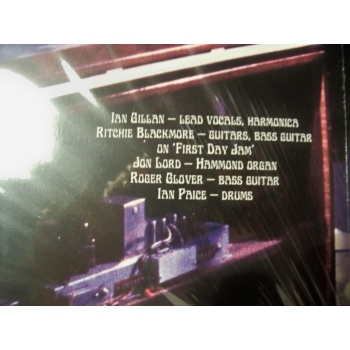 Ian Gillan – lead vocals, harmonica
Ritchie Blackmore – guitars, bass guitar
on 'First Day Jam'
Jon Lord – Hammond organ
Roger Glover – bass guitar
Ian Paice – drums